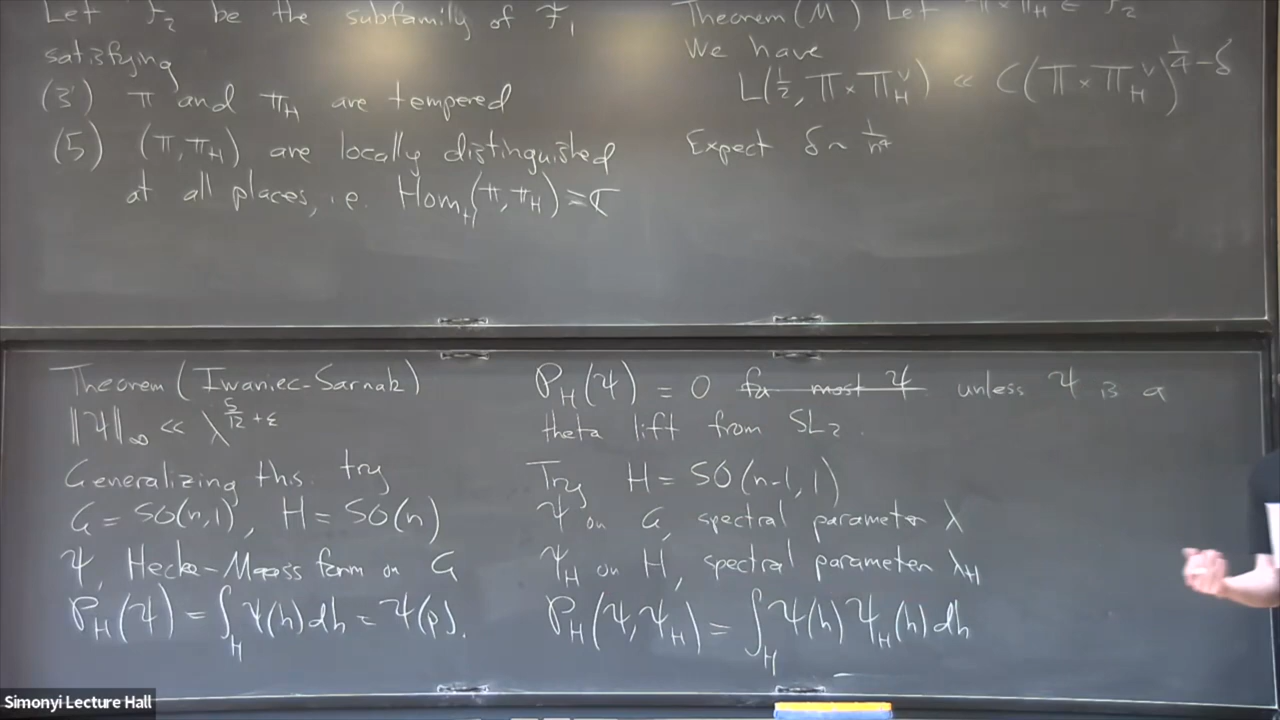 Let F₂ be the subfamily of F₁
satisfying
(3') π and π_H are tempered
(5) (π, π_H) are locally distinguished
at all places, i.e. Hom_H(π, π_H) = ℂ
Theorem (M) Let π × π_H ∈ F₂
We have
L(½, π × π_H^∨) ≪ C(π × π_H^∨)^{¼ - δ}
Expect δ ~ 1/n⁴
Theorem (Iwaniec-Sarnak)
‖Ψ‖_∞ ≪ λ^{5/12 + ε}
Generalizing this, try
G = SO(n,1), H = SO(n)
Ψ, Hecke-Maass form on G
P_H(Ψ) = ∫_H Ψ(h)dh = Ψ(p).
P_H(Ψ) = 0 for most Ψ unless Ψ is a
theta lift from SL₂.
Try H = SO(n-1, 1)
Ψ on G, spectral parameter λ
Ψ_H on H, spectral parameter λ_H
P_H(Ψ, Ψ_H) = ∫_H Ψ(h) Ψ_H(h) dh
Simonyi Lecture Hall